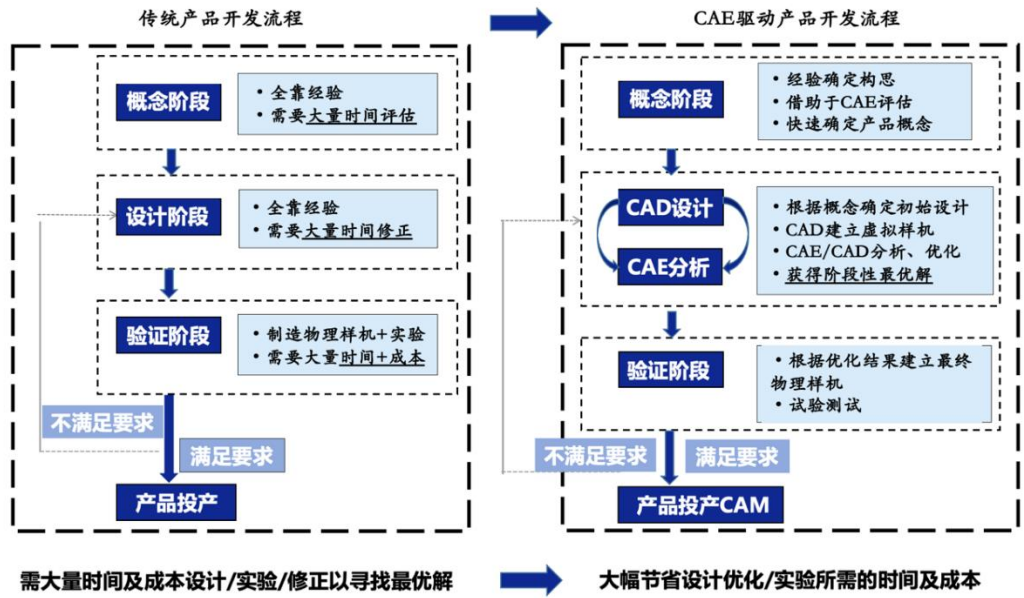 传统产品开发流程
概念阶段
• 全靠经验
• 需要大量时间评估
设计阶段
• 全靠经验
• 需要大量时间修正
验证阶段
• 制造物理样机+实验
• 需要大量时间+成本
不满足要求
满足要求
产品投产
需大量时间及成本设计/实验/修正以寻找最优解
CAE驱动产品开发流程
概念阶段
• 经验确定构思
• 借助于CAE评估
• 快速确定产品概念
CAD设计
CAE分析
• 根据概念确定初始设计
• CAD建立虚拟样机
• CAE/CAD分析、优化
• 获得阶段性最优解
验证阶段
• 根据优化结果建立最终
物理样机
• 试验测试
不满足要求
满足要求
产品投产CAM
大幅节省设计优化/实验所需的时间及成本